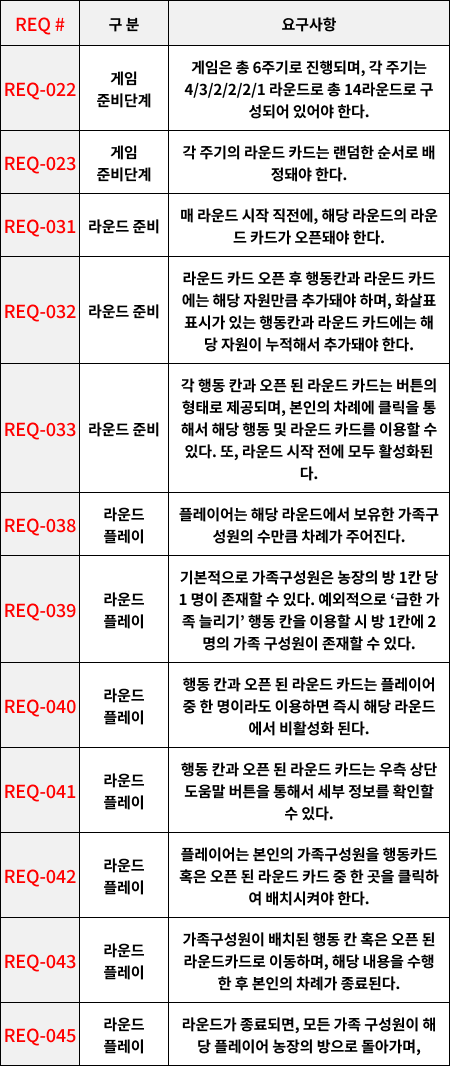 REQ # 구 분 요구사항
REQ-022 게임 준비단계 게임은 총 6주기로 진행되며, 각 주기는
4/3/2/2/2/1 라운드로 총 14라운드로 구
성되어 있어야 한다.
REQ-023 게임 준비단계 각 주기의 라운드 카드는 랜덤한 순서로 배
정돼야 한다.
REQ-031 라운드 준비 매 라운드 시작 직전에, 해당 라운드의 라운
드 카드가 오픈돼야 한다.
REQ-032 라운드 준비 라운드 카드 오픈 후 행동칸과 라운드 카드
에는 해당 자원만큼 추가돼야 하며, 화살표
표시가 있는 행동칸과 라운드 카드에는 해
당 자원이 누적해서 추가돼야 한다.
REQ-033 라운드 준비 각 행동 칸과 오픈 된 라운드 카드는 버튼의
형태로 제공되며, 본인의 차례에 클릭을 통
해서 해당 행동 및 라운드 카드를 이용할 수
있다. 또, 라운드 시작 전에 모두 활성화된
다.
REQ-038 라운드 플레이 플레이어는 해당 라운드에서 보유한 가족구
성원의 수만큼 차례가 주어진다.
REQ-039 라운드 플레이 기본적으로 가족구성원은 농장의 방 1칸 당
1 명이 존재할 수 있다. 예외적으로 ‘급한 가
족 늘리기’ 행동 칸을 이용할 시 방 1칸에 2
명의 가족 구성원이 존재할 수 있다.
REQ-040 라운드 플레이 행동 칸과 오픈 된 라운드 카드는 플레이어
중 한 명이라도 이용하면 즉시 해당 라운드
에서 비활성화 된다.
REQ-041 라운드 플레이 행동 칸과 오픈 된 라운드 카드는 우측 상단
도움말 버튼을 통해서 세부 정보를 확인할
수 있다.
REQ-042 라운드 플레이 플레이어는 본인의 가족구성원을 행동카드
혹은 오픈 된 라운드 카드 중 한 곳을 클릭하
여 배치시켜야 한다.
REQ-043 라운드 플레이 가족구성원이 배치된 행동 칸 혹은 오픈 된
라운드카드로 이동하며, 해당 내용을 수행
한 후 본인의 차례가 종료된다.
REQ-045 라운드 플레이 라운드가 종료되면, 모든 가족 구성원이 해
당 플레이어 농장의 방으로 돌아가며,